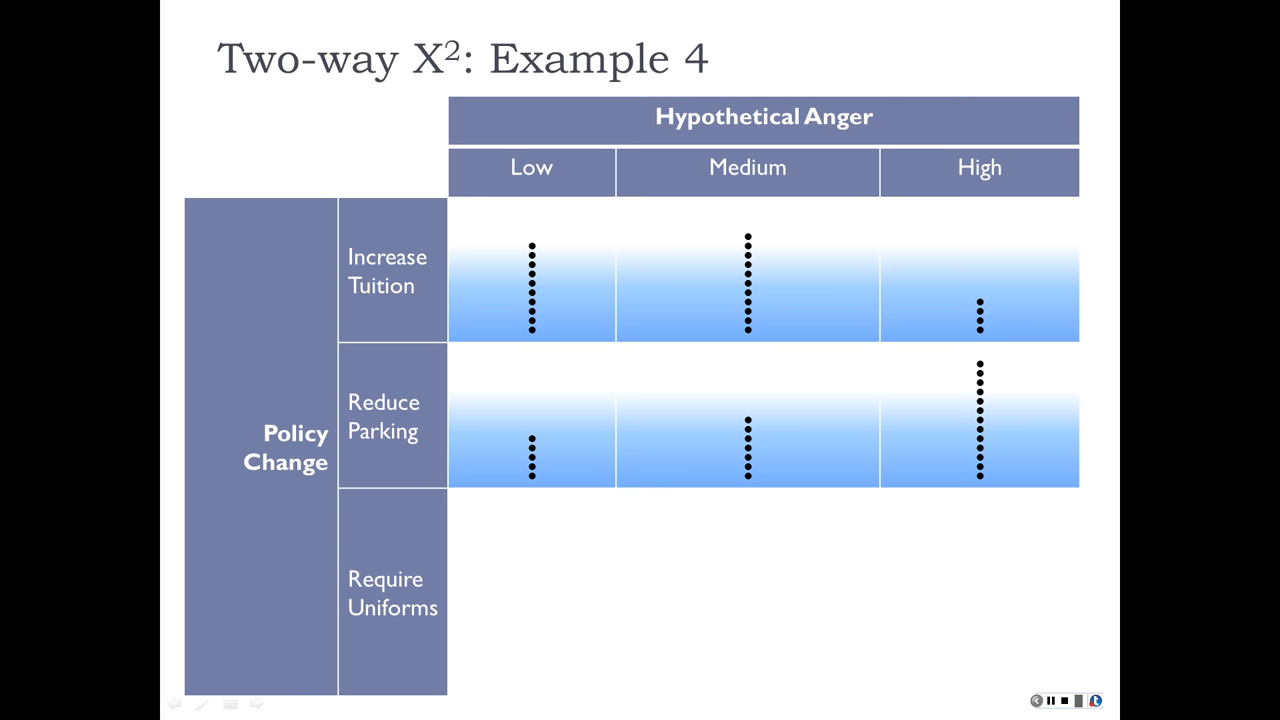 Two-way X²: Example 4
Hypothetical Anger
Low Medium High
Increase
Tuition
Reduce
Parking
Policy
Change
Require
Uniforms